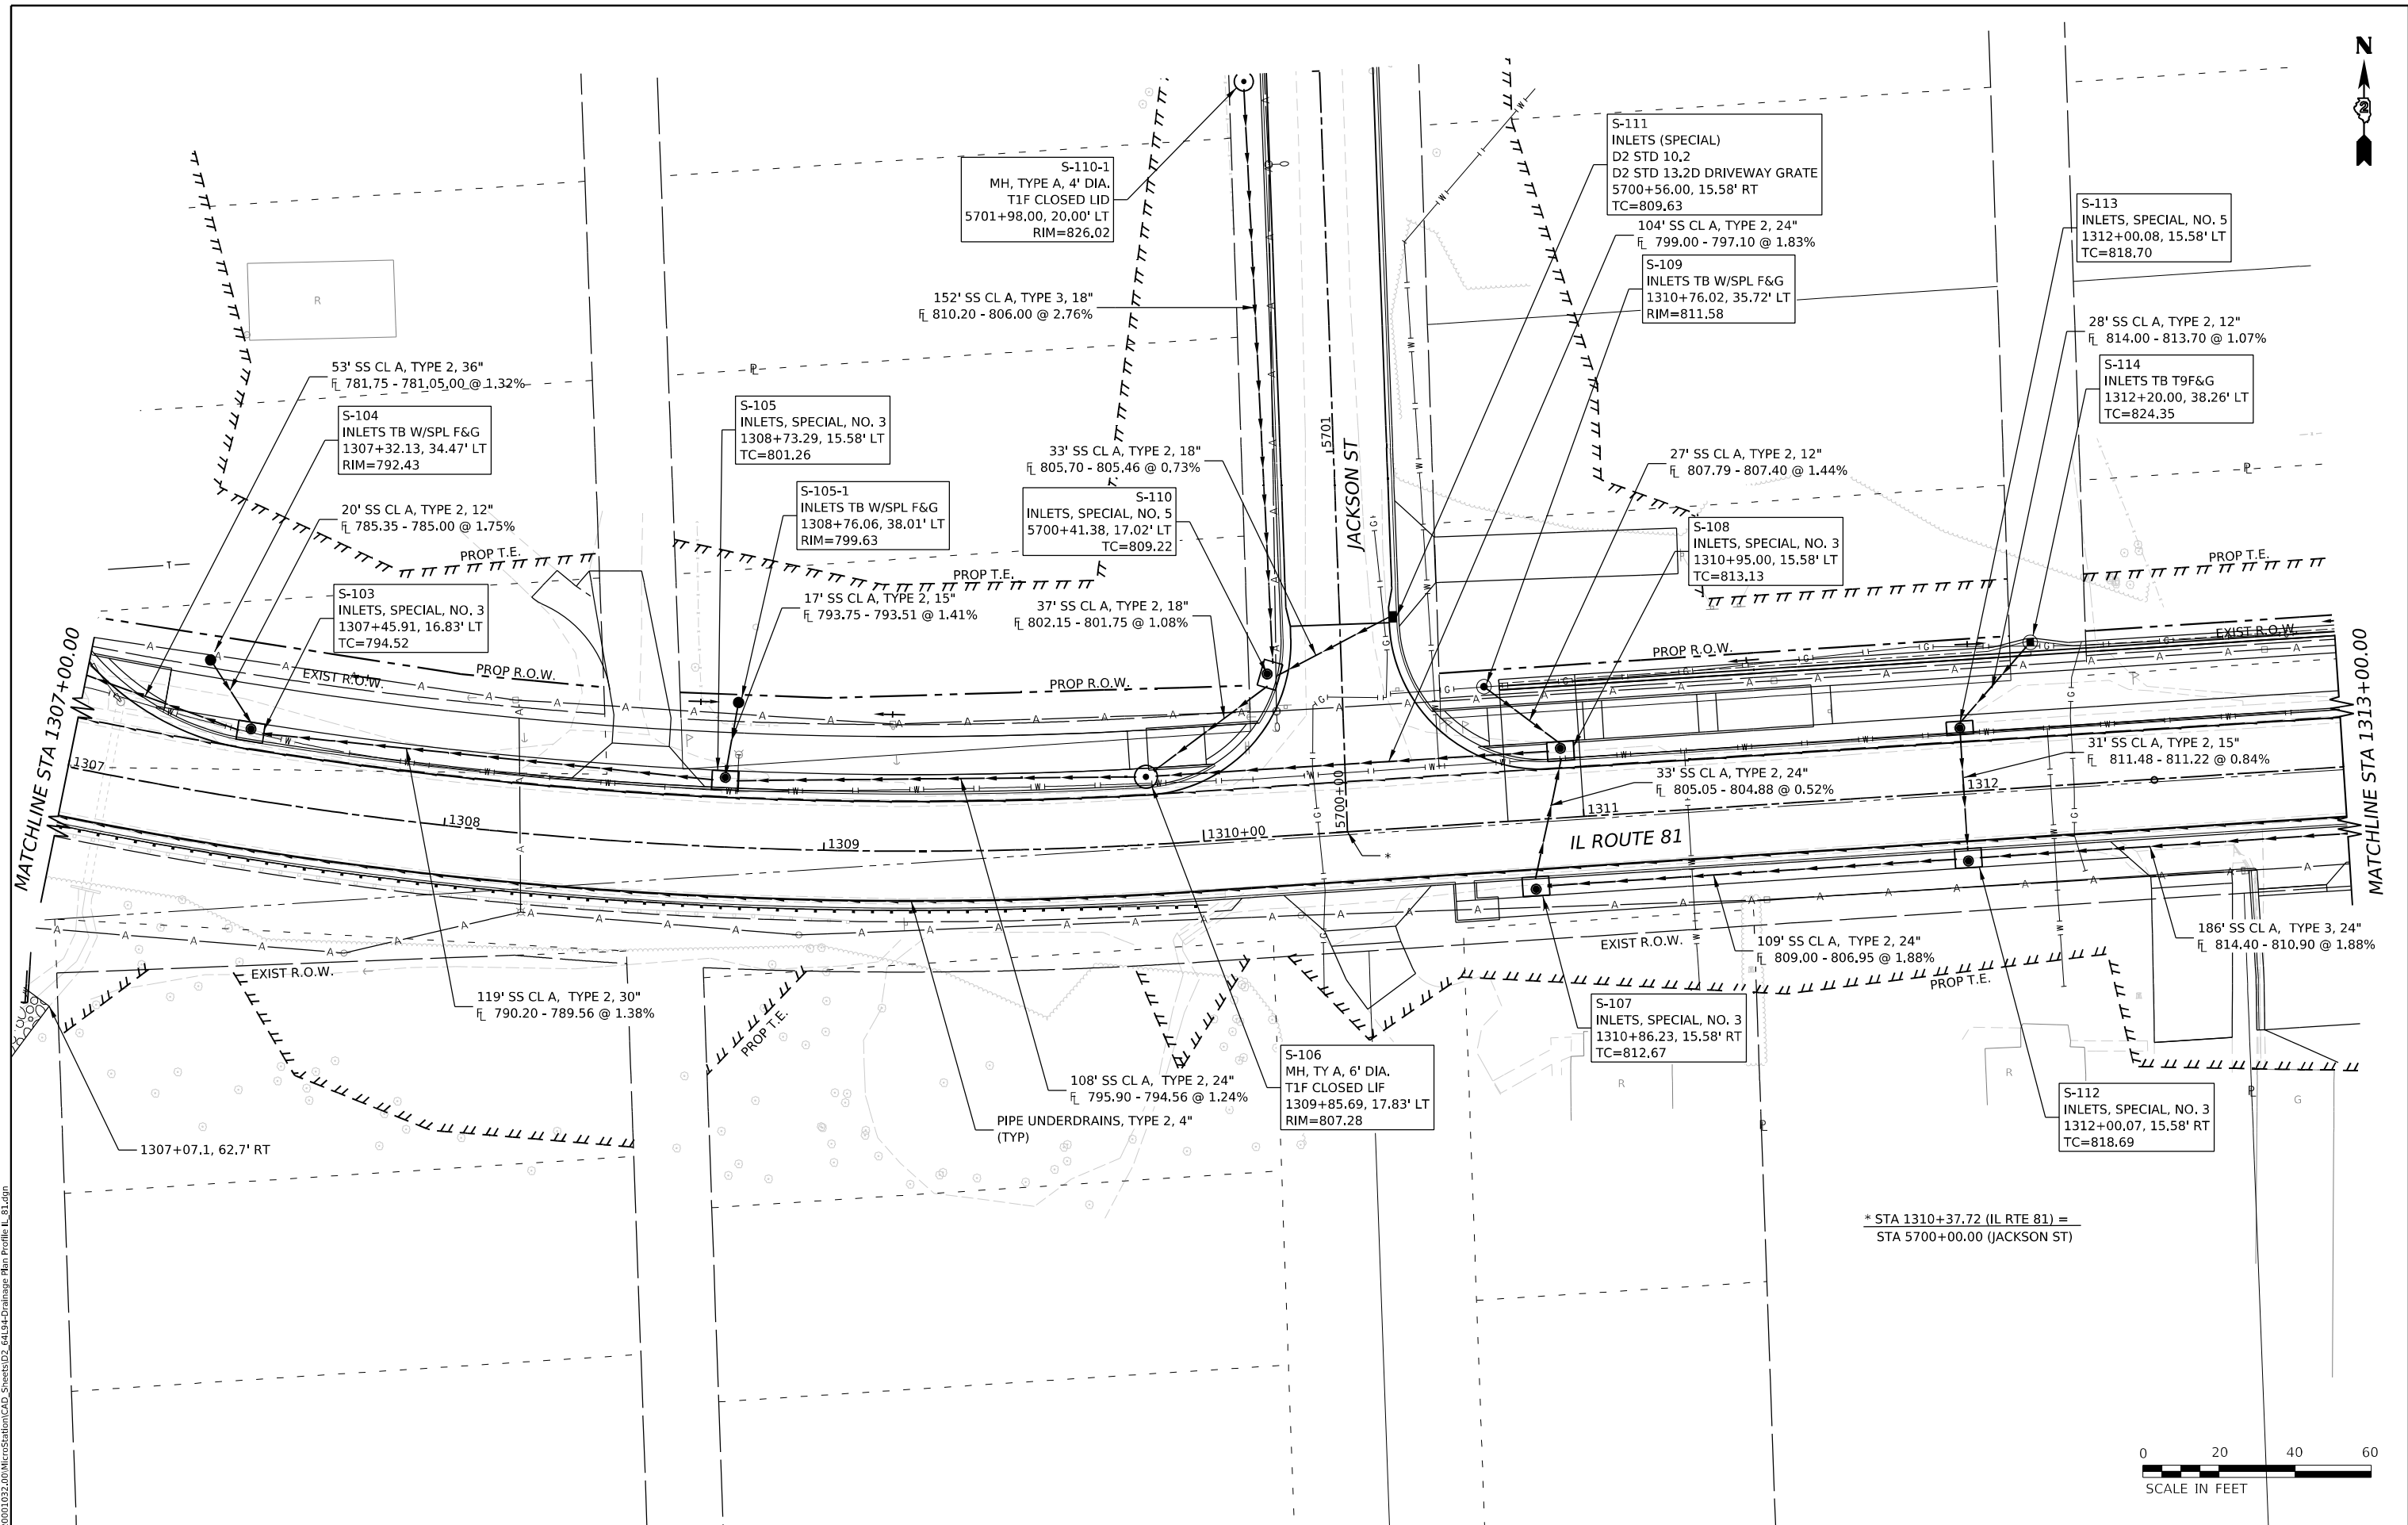 N
2
S-110-1
MH, TYPE A, 4' DIA.
T1F CLOSED LID
5701+98.00, 20.00' LT
RIM=826.02
S-111
INLETS (SPECIAL)
D2 STD 10.2
D2 STD 13.2D DRIVEWAY GRATE
5700+56.00, 15.58' RT
TC=809.63
104' SS CL A, TYPE 2, 24"
FL 799.00 - 797.10 @ 1.83%
S-109
INLETS TB W/SPL F&G
1310+76.02, 35.72' LT
RIM=811.58
S-113
INLETS, SPECIAL, NO. 5
1312+00.08, 15.58' LT
TC=818.70
28' SS CL A, TYPE 2, 12"
FL 814.00 - 813.70 @ 1.07%
S-114
INLETS TB T9F&G
1312+20.00, 38.26' LT
TC=824.35
152' SS CL A, TYPE 3, 18"
FL 810.20 - 806.00 @ 2.76%
R
53' SS CL A, TYPE 2, 36"
FL 781.75 - 781.05.00 @ 1.32%
S-104
INLETS TB W/SPL F&G
1307+32.13, 34.47' LT
RIM=792.43
S-105
INLETS, SPECIAL, NO. 3
1308+73.29, 15.58' LT
TC=801.26
33' SS CL A, TYPE 2, 18"
FL 805.70 - 805.46 @ 0.73%
5701
JACKSON ST
27' SS CL A, TYPE 2, 12"
FL 807.79 - 807.40 @ 1.44%
S-105-1
INLETS TB W/SPL F&G
1308+76.06, 38.01' LT
RIM=799.63
S-110
INLETS, SPECIAL, NO. 5
5700+41.38, 17.02' LT
TC=809.22
20' SS CL A, TYPE 2, 12"
FL 785.35 - 785.00 @ 1.75%
S-108
INLETS, SPECIAL, NO. 3
1310+95.00, 15.58' LT
TC=813.13
PROP T.E.
PROP T.E.
PROP T.E.
S-103
INLETS, SPECIAL, NO. 3
1307+45.91, 16.83' LT
TC=794.52
17' SS CL A, TYPE 2, 15"
FL 793.75 - 793.51 @ 1.41%
37' SS CL A, TYPE 2, 18"
FL 802.15 - 801.75 @ 1.08%
MATCHLINE STA 1307+00.00
EXIST R.O.W.
PROP R.O.W.
PROP R.O.W.
PROP R.O.W.
EXIST R.O.W.
MATCHLINE STA 1313+00.00
1307
1308
1309
1310+00
5700+00
*
1311
1312
IL ROUTE 81
33' SS CL A, TYPE 2, 24"
FL 805.05 - 804.88 @ 0.52%
31' SS CL A, TYPE 2, 15"
FL 811.48 - 811.22 @ 0.84%
186' SS CL A, TYPE 3, 24"
FL 814.40 - 810.90 @ 1.88%
EXIST R.O.W.
109' SS CL A, TYPE 2, 24"
FL 809.00 - 806.95 @ 1.88%
EXIST R.O.W.
PROP T.E.
119' SS CL A, TYPE 2, 30"
FL 790.20 - 789.56 @ 1.38%
PROP T.E.
S-107
INLETS, SPECIAL, NO. 3
1310+86.23, 15.58' RT
TC=812.67
S-106
MH, TY A, 6' DIA.
T1F CLOSED LIF
1309+85.69, 17.83' LT
RIM=807.28
108' SS CL A, TYPE 2, 24"
FL 795.90 - 794.56 @ 1.24%
R
R
G
S-112
INLETS, SPECIAL, NO. 3
1312+00.07, 15.58' RT
TC=818.69
PIPE UNDERDRAINS, TYPE 2, 4"
(TYP)
1307+07.1, 62.7' RT
* STA 1310+37.72 (IL RTE 81) =
STA 5700+00.00 (JACKSON ST)
0 20 40 60
SCALE IN FEET